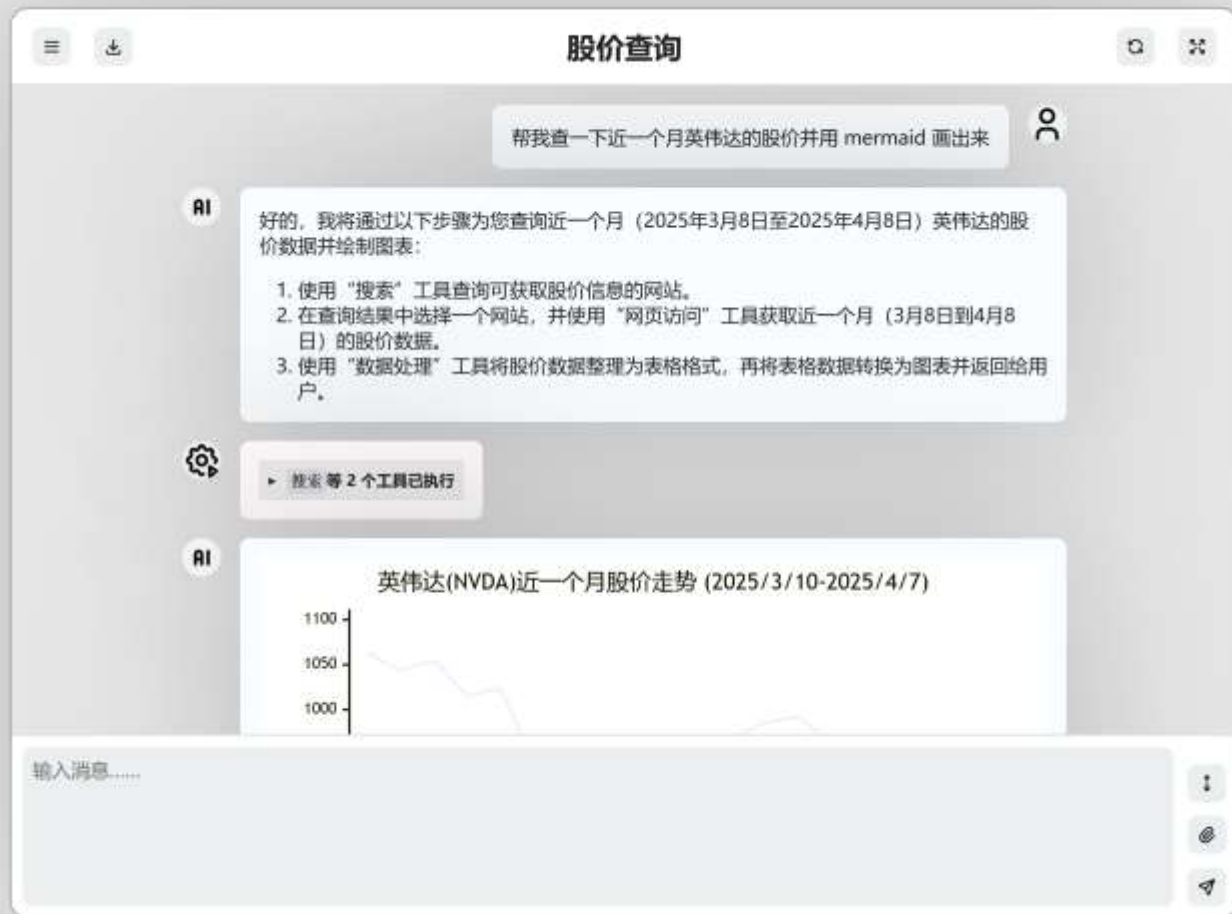 股价查询
帮我查一下近一个月英伟达的股价并用 mermaid 画出来
AI
好的，我将通过以下步骤为您查询近一个月（2025年3月8日至2025年4月8日）英伟达的股
价数据并绘制图表：
1. 使用“搜索”工具查询可获取股价信息的网站。
2. 在查询结果中选择一个网站，并使用“网页访问”工具获取近一个月（3月8日到4月8
日）的股价数据。
3. 使用“数据处理”工具将股价数据整理为表格格式，再将表格数据转换为图表并返回给用
户。
搜索 等 2 个工具已执行
AI
英伟达(NVDA)近一个月股价走势 (2025/3/10-2025/4/7)
1100
1050
1000
输入消息……